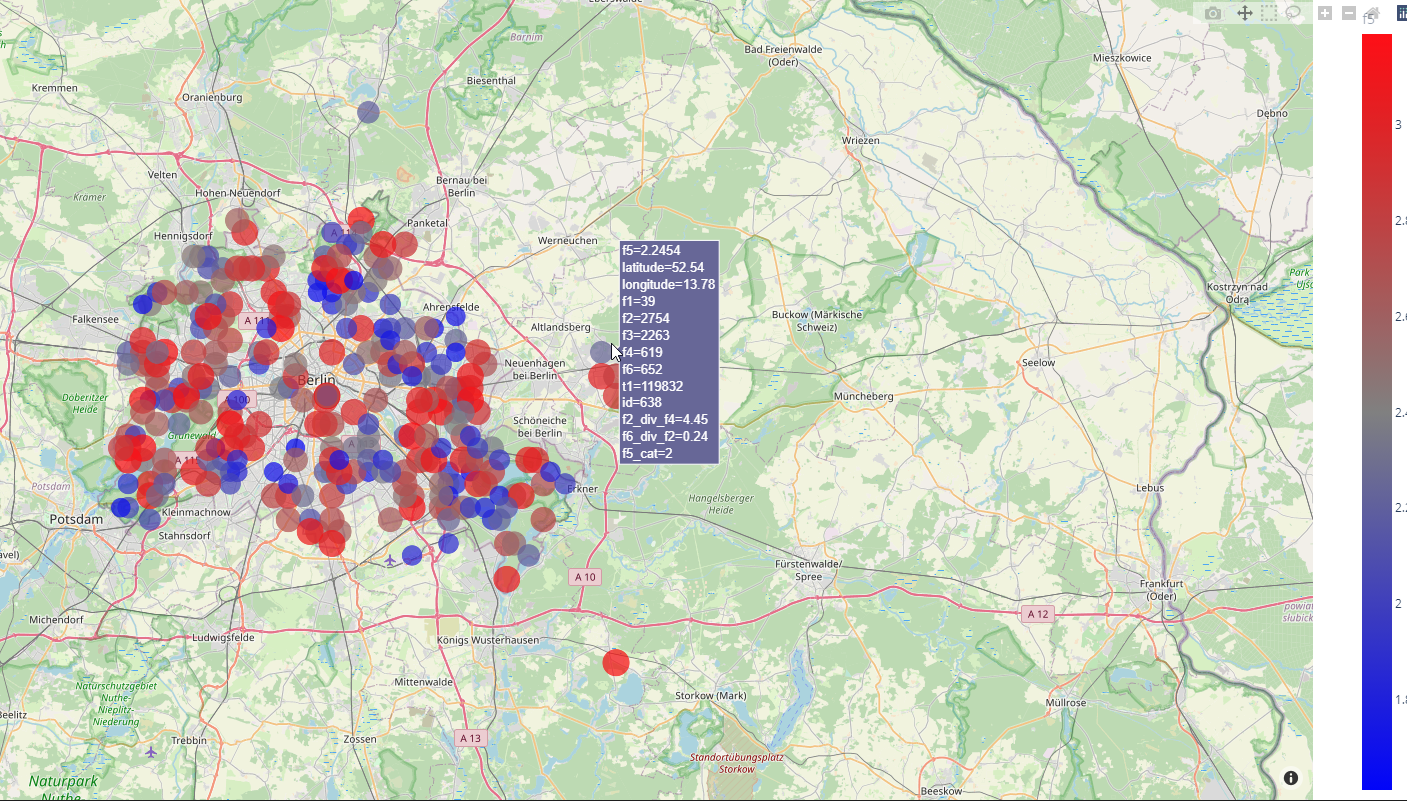 Eberswalde
Bad Freienwalde
(Oder)
Mieszkowice
f5
Barnim
Kremmen
Biesenthal
Oranienburg
Dębno
3
Wriezen
Velten
Bernau bei
Berlin
Hohen Neuendorf
Krämer
Panketal
Hennigsdorf
A 11
Werneuchen
2.8
f5=2.2454
latitude=52.54
longitude=13.78
f1=39
f2=2754
f3=2263
f4=619
f6=652
t1=119832
id=638
f2_div_f4=4.45
f6_div_f2=0.24
f5_cat=2
Park
Kostrzyn nad
Odrą
Ahrensfelde
Falkensee
A 111
Altlandsberg
Buckow (Märkische
Schweiz)
2.6
Neuenhagen
bei Berlin
Seelow
Berlin
Döberitzer
Heide
A 100
Müncheberg
2.4
Schöneiche
bei Berlin
Grunewald
A 115
Potsdam
Erkner
Lebus
Hangelsberger
Heide
2.2
Kleinmachnow
Potsdam
Stahnsdorf
Fürstenwalde/
Spree
A 10
Frankfurt
(Oder)
2
A 12
powiat
słubicki
Michendorf
Ludwigsfelde
Königs Wusterhausen
Mittenwalde
Naturschutzgebiet
Nuthe-
Nieplitz-
Niederung
Storkow (Mark)
Müllrose
1.8
Beelitz
Trebbin
Zossen
A 13
Standortübungsplatz
Storkow
Naturpark
Nuthe-
Beeskow